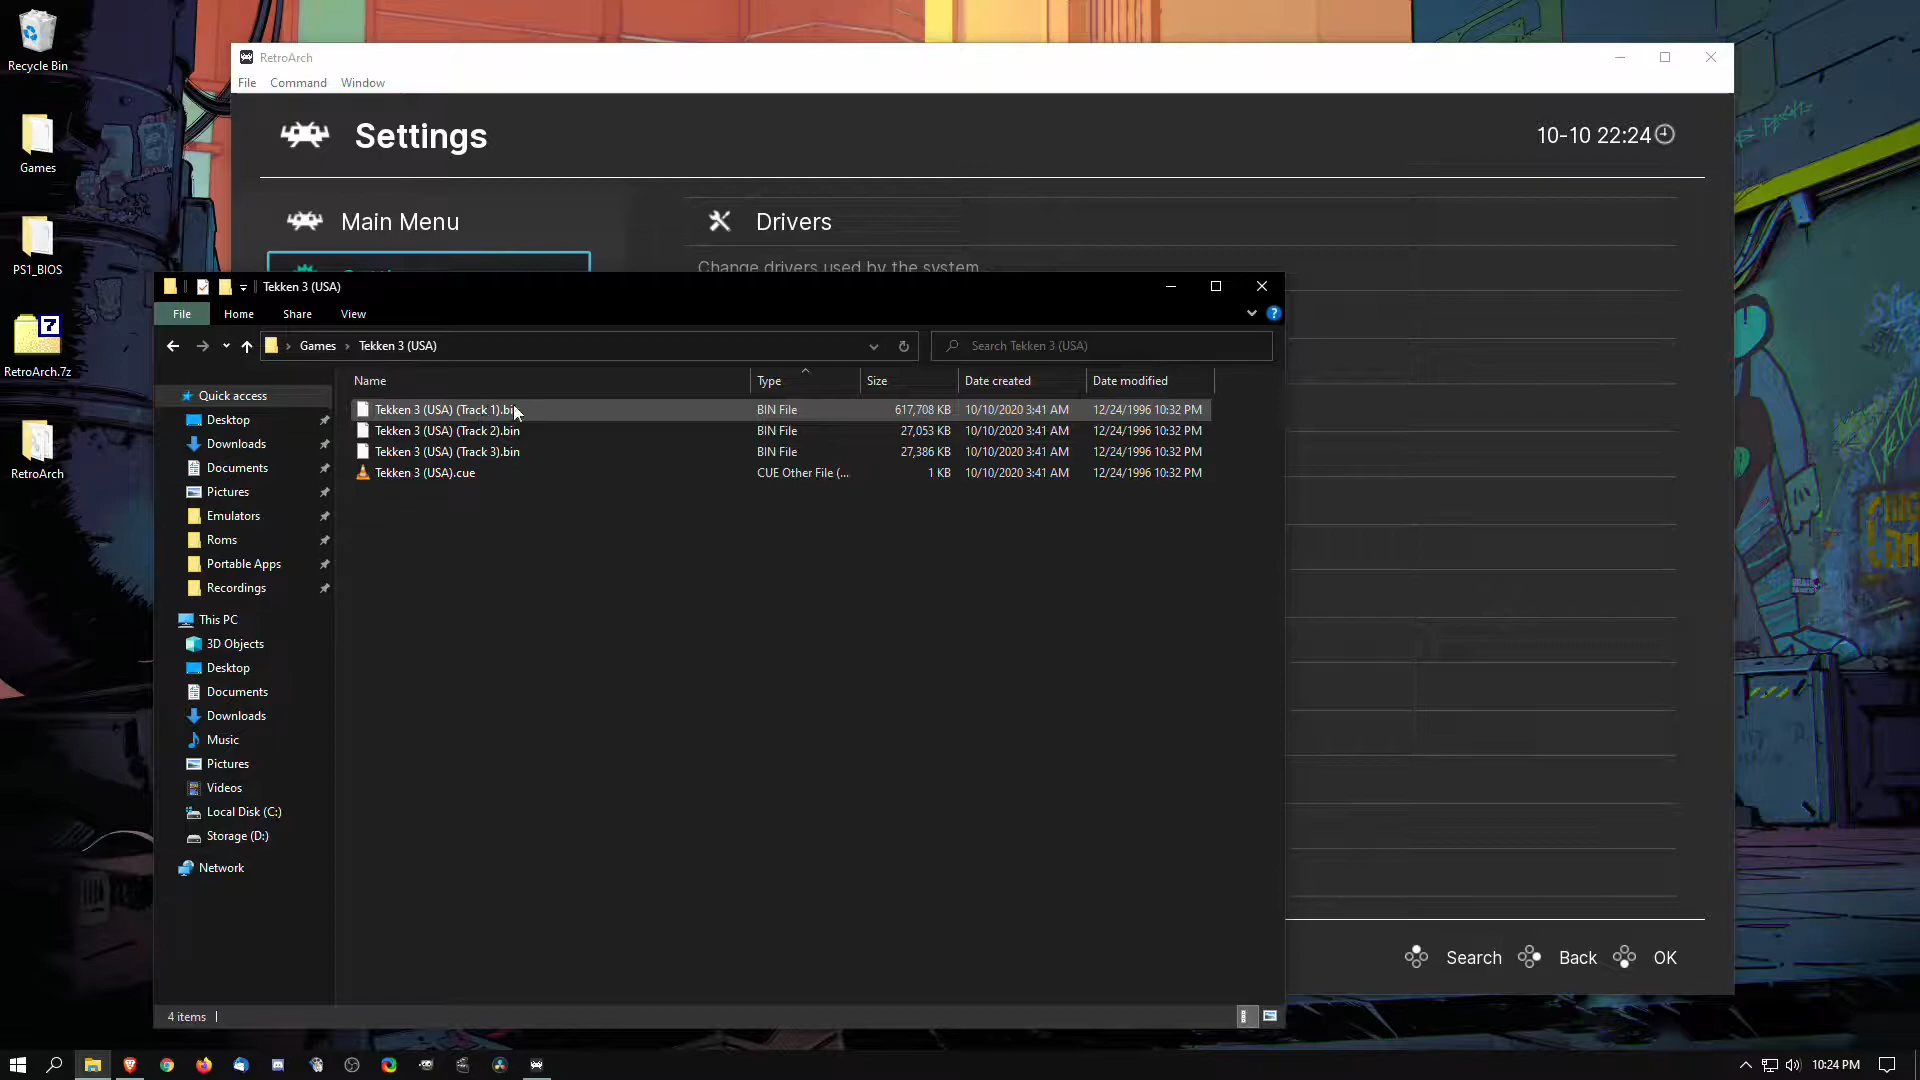 Recycle Bin
Games
PS1_BIOS
RetroArch.7z
RetroArch
RetroArch
File Command Window
Settings
10-10 22:24
Main Menu
Drivers
Change drivers used by the system.
Tekken 3 (USA)
File Home Share View
Games Tekken 3 (USA)
Search Tekken 3 (USA)
Name Type Size Date created Date modified
Tekken 3 (USA) (Track 1).bin BIN File 617,708 KB 10/10/2020 3:41 AM 12/24/1996 10:32 PM
Tekken 3 (USA) (Track 2).bin BIN File 27,053 KB 10/10/2020 3:41 AM 12/24/1996 10:32 PM
Tekken 3 (USA) (Track 3).bin BIN File 27,386 KB 10/10/2020 3:41 AM 12/24/1996 10:32 PM
Tekken 3 (USA).cue CUE Other File (... 1 KB 10/10/2020 3:41 AM 12/24/1996 10:32 PM
Quick access
Desktop
Downloads
Documents
Pictures
Emulators
Roms
Portable Apps
Recordings
This PC
3D Objects
Desktop
Documents
Downloads
Music
Pictures
Videos
Local Disk (C:)
Storage (D:)
Network
4 items
Search Back OK
10:24 PM